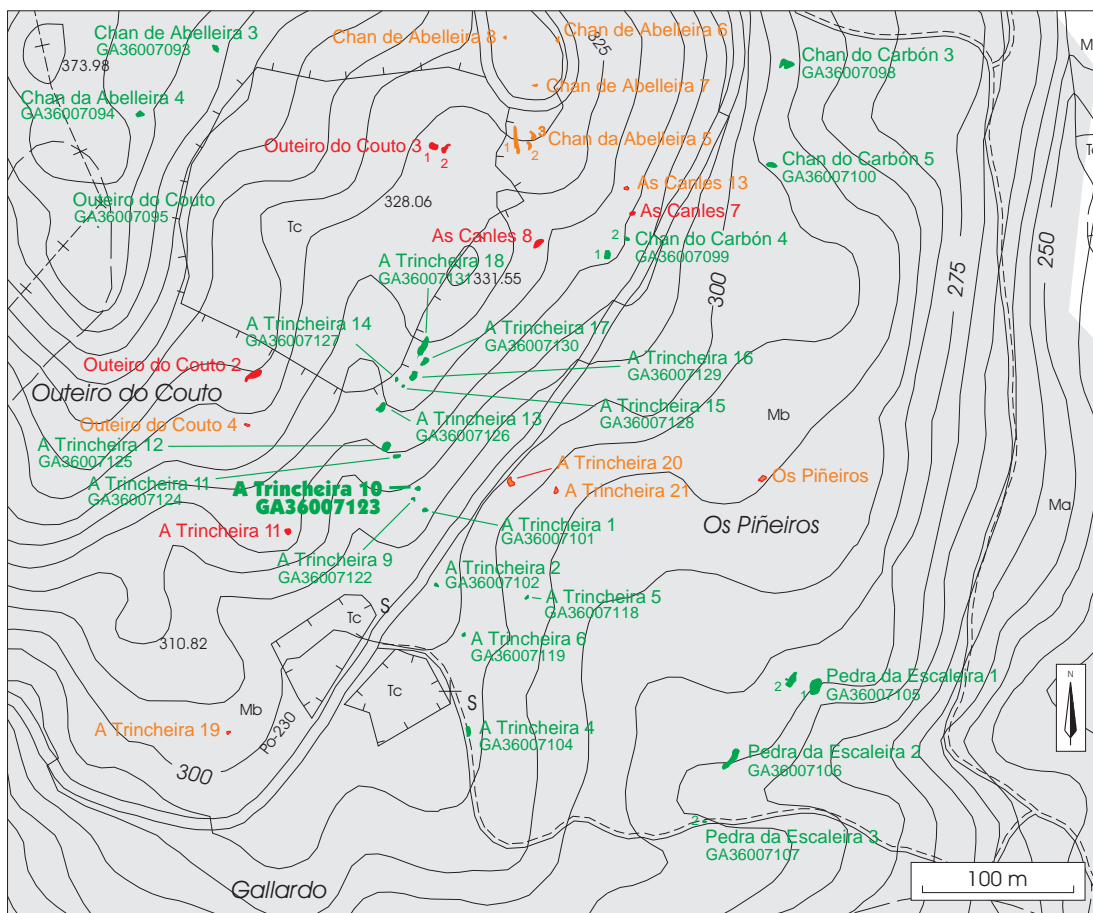 Chan de Abelleira 3
GA36007093
373.98
Chan da Abelleira 4
GA36007094
Outeiro do Couto
GA36007095
Chan de Abelleira 8
Chan de Abelleira 6
325
Chan de Abelleira 7
Chan da Abelleira 5
1
2
3
Outeiro do Couto 3
1
2
328.06
Tc
Chan do Carbón 3
GA36007098
Chan do Carbón 5
GA36007100
As Canles 13
As Canles 7
2
Chan do Carbón 4
1
GA36007099
As Canles 8
331.55
A Trincheira 18
GA36007131
A Trincheira 14
GA36007127
A Trincheira 17
GA36007130
A Trincheira 16
GA36007129
A Trincheira 15
GA36007128
300
275
250
Outeiro do Couto 2
Outeiro do Couto
Outeiro do Couto 4
A Trincheira 13
GA36007126
A Trincheira 12
GA36007125
A Trincheira 11
GA36007124
A Trincheira 10
GA36007123
A Trincheira 11
A Trincheira 9
GA36007122
A Trincheira 1
GA36007101
A Trincheira 20
A Trincheira 21
Os Piñeiros
Mb
Ma
Os Piñeiros
A Trincheira 2
GA36007102
A Trincheira 5
GA36007118
A Trincheira 6
GA36007119
310.82
Tc
S
Tc
S
Mb
A Trincheira 19
Po-230
300
A Trincheira 4
GA36007104
2
1
Pedra da Escaleira 1
GA36007105
Pedra da Escaleira 2
GA36007106
2
Pedra da Escaleira 3
GA36007107
N
Gallardo
100 m